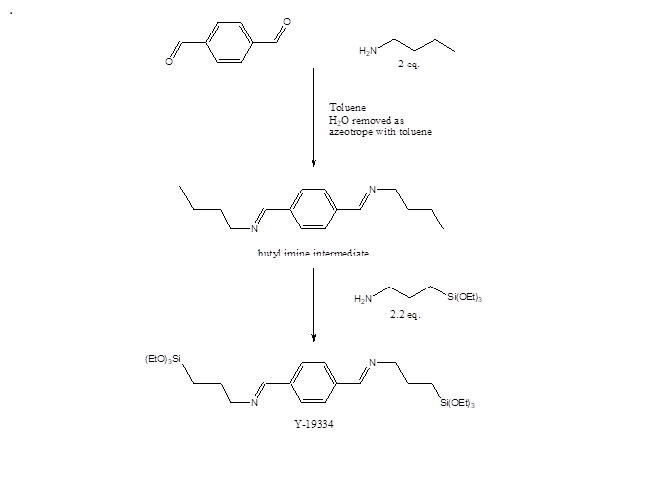 .
O
O
H₂N
2 eq.
Toluene
H₂O removed as
azeotrope with toluene
N
N
butyl imine intermediate
H₂N
Si(OEt)₃
2.2 eq.
(EtO)₃Si
N
N
Si(OEt)₃
Y-19334